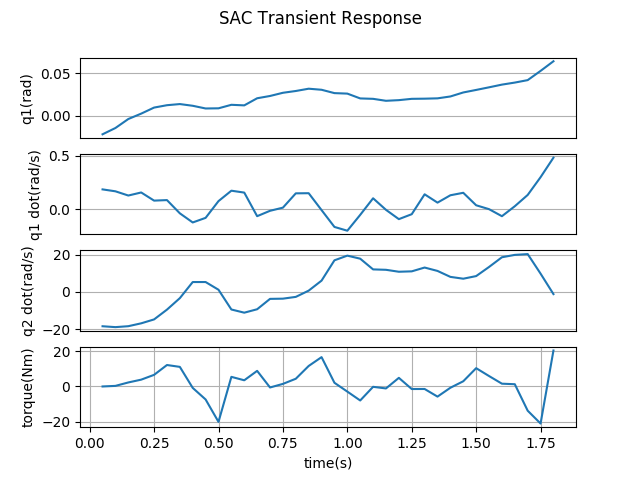 SAC Transient Response
q1(rad)
0.05
0.00
q1 dot(rad/s)
0.5
0.0
q2 dot(rad/s)
20
0
−20
torque(Nm)
20
0
−20
0.00 0.25 0.50 0.75 1.00 1.25 1.50 1.75
time(s)